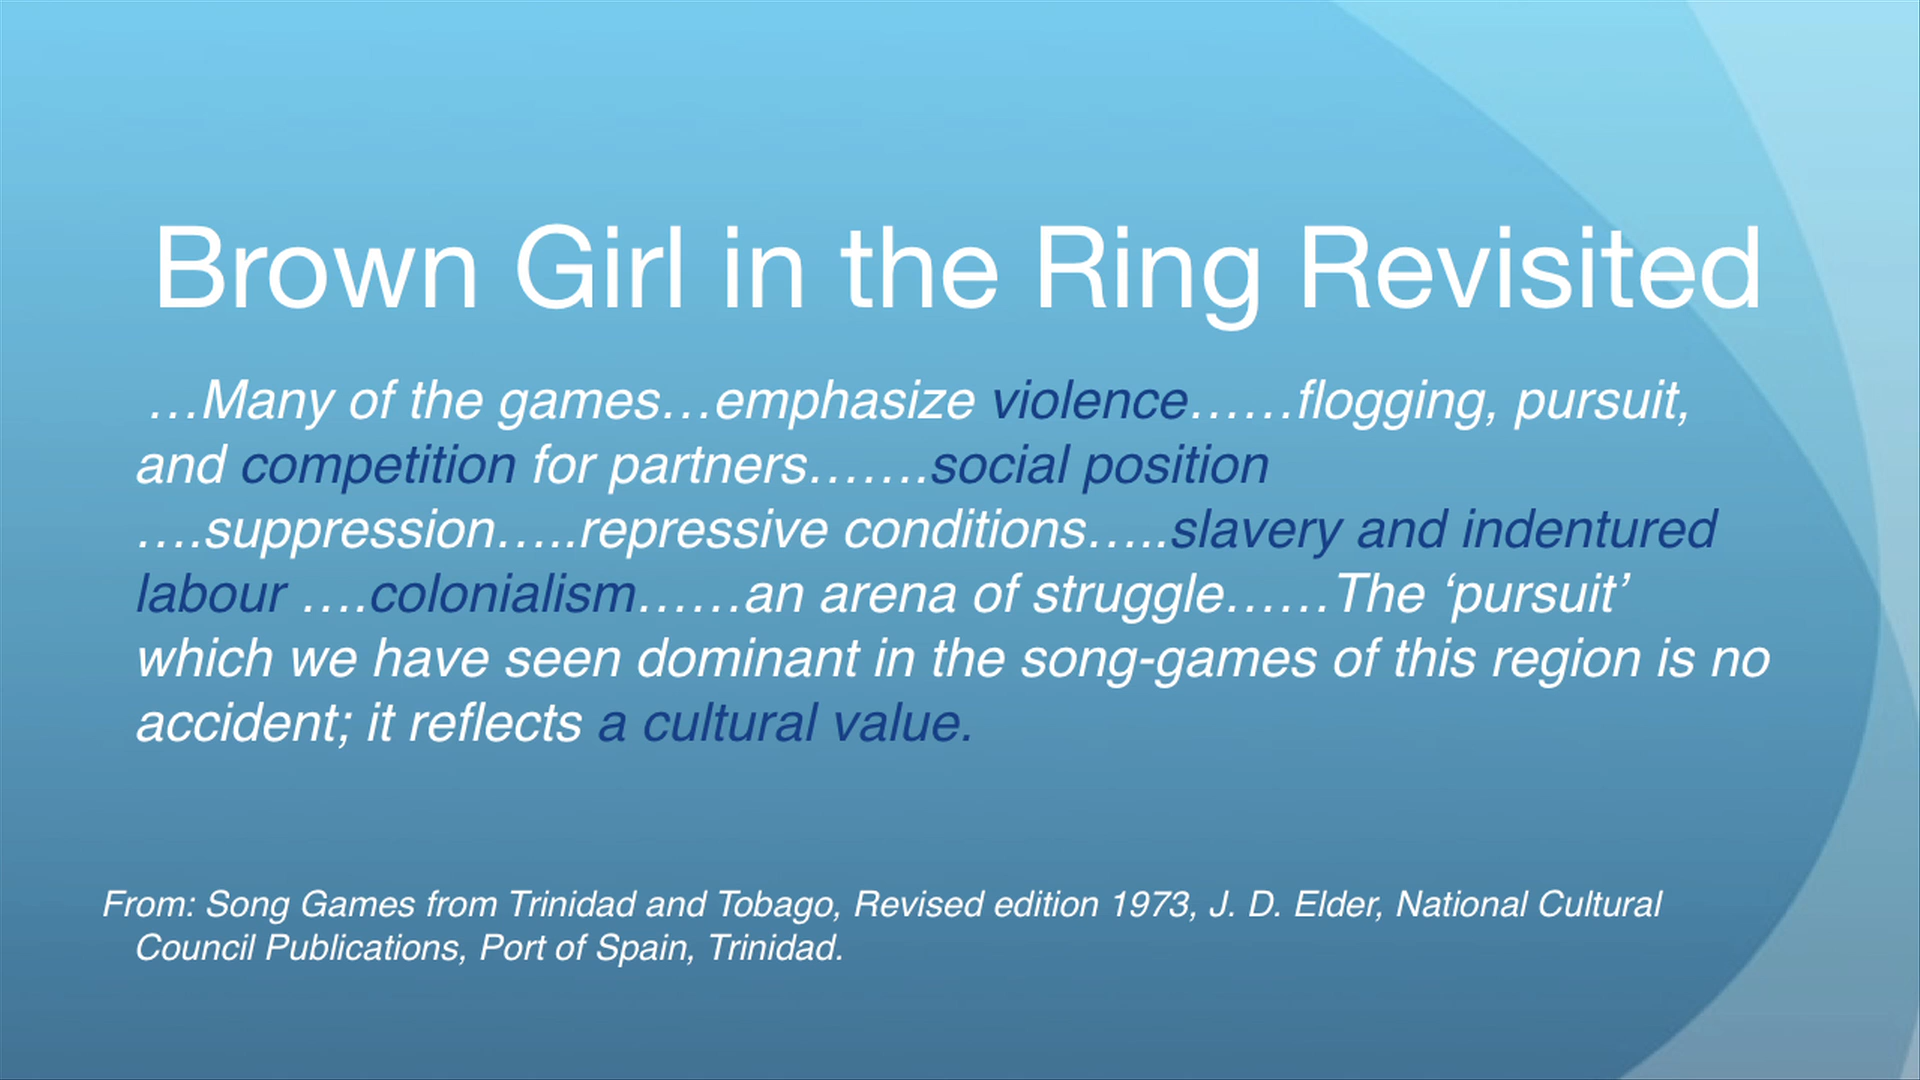 Brown Girl in the Ring Revisited
…Many of the games…emphasize violence……flogging, pursuit,
and competition for partners…….social position
….suppression…..repressive conditions…..slavery and indentured
labour ….colonialism……an arena of struggle……The ‘pursuit’
which we have seen dominant in the song-games of this region is no
accident; it reflects a cultural value.
From: Song Games from Trinidad and Tobago, Revised edition 1973, J. D. Elder, National Cultural
Council Publications, Port of Spain, Trinidad.